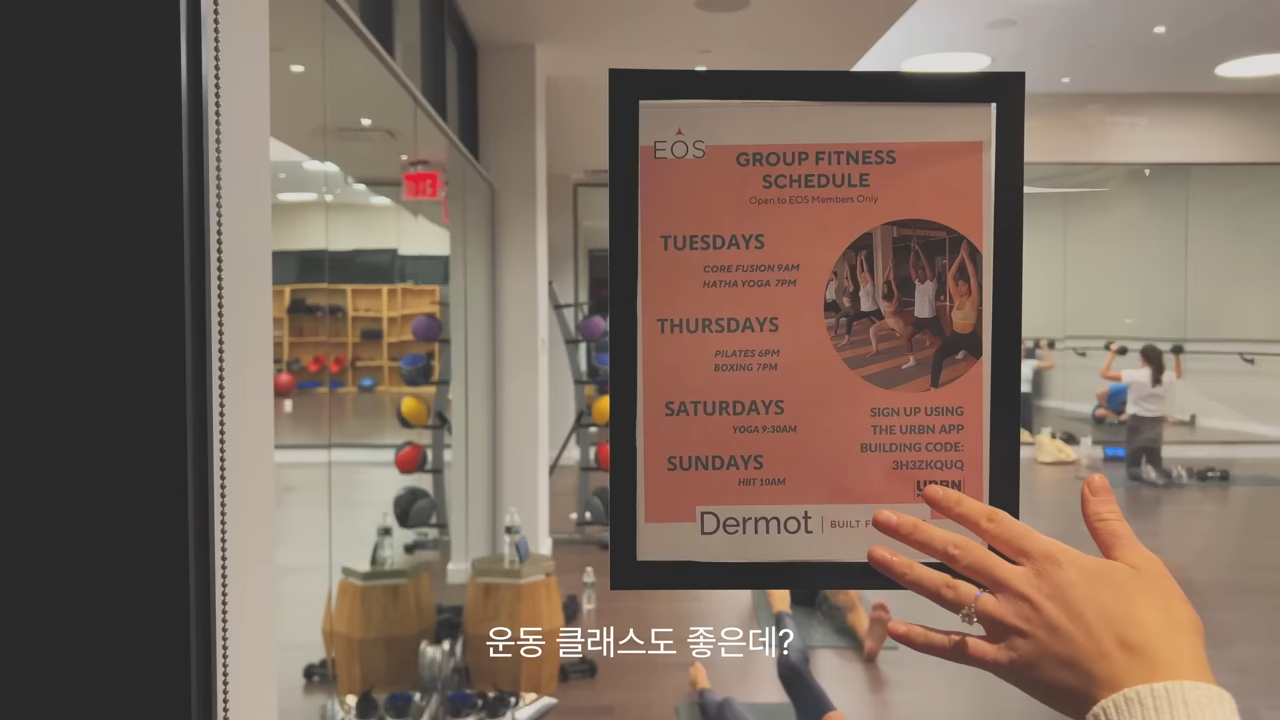 EOS
GROUP FITNESS
SCHEDULE
Open to EOS Members Only
TUESDAYS
CORE FUSION 9AM
HATHA YOGA 7PM
THURSDAYS
PILATES 6PM
BOXING 7PM
SATURDAYS
YOGA 9:30AM
SUNDAYS
HIIT 10AM
SIGN UP USING
THE URBN APP
BUILDING CODE:
3H3ZKQUQ
URBN
Dermot | BUILT
운동 클래스도 좋은데?